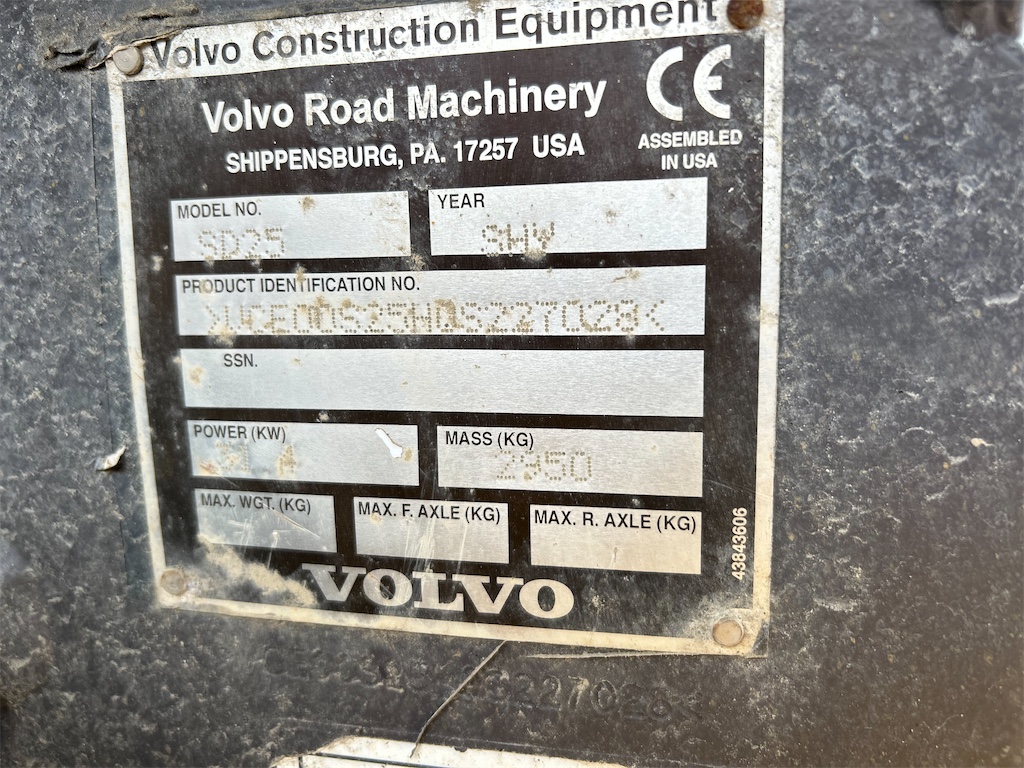 Volvo Construction Equipment
Volvo Road Machinery
SHIPPENSBURG, PA. 17257 USA
CE
ASSEMBLED
IN USA
MODEL NO.
SD25
YEAR
PRODUCT IDENTIFICATION NO.
SSN.
POWER (KW)
MASS (KG)
MAX. WGT. (KG)
MAX. F. AXLE (KG)
MAX. R. AXLE (KG)
43843606
VOLVO